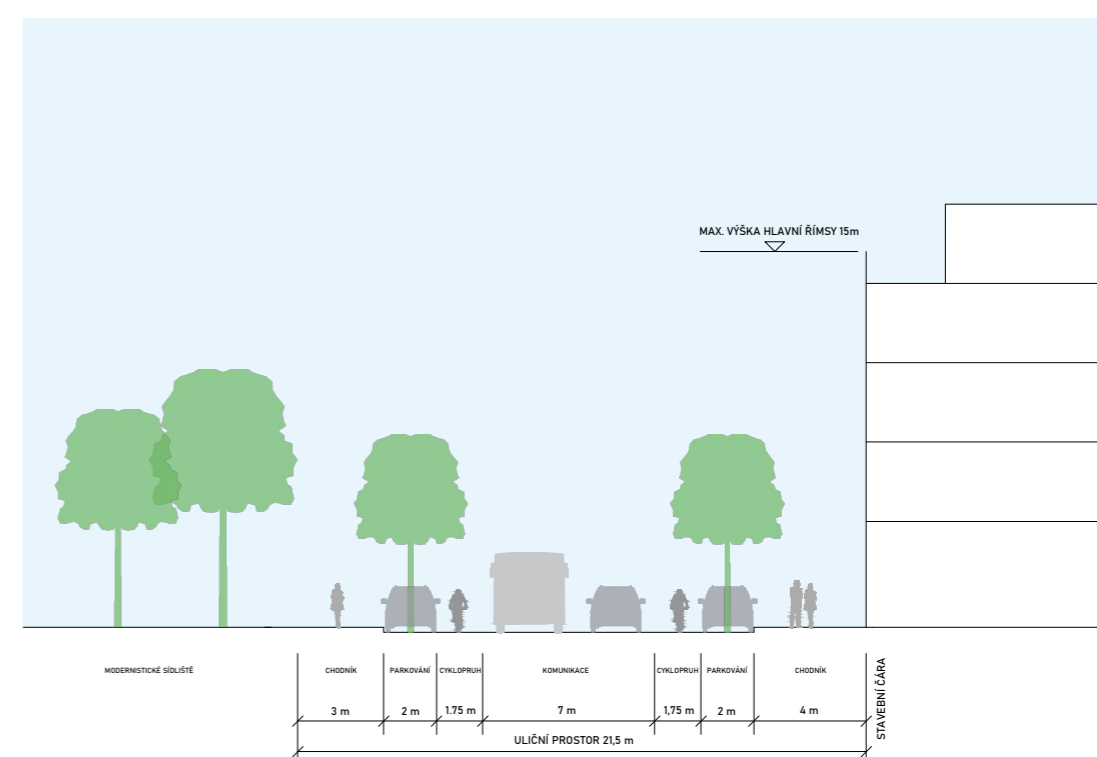 MAX. VÝŠKA HLAVNÍ ŘÍMSY 15m
MODERNISTICKÉ SÍDLIŠTĚ
CHODNÍK
PARKOVÁNÍ
CYKLOPRUH
KOMUNIKACE
CYKLOPRUH
PARKOVÁNÍ
CHODNÍK
STAVEBNÍ ČÁRA
3 m
2 m
1.75 m
7 m
1,75 m
2 m
4 m
ULIČNÍ PROSTOR 21,5 m